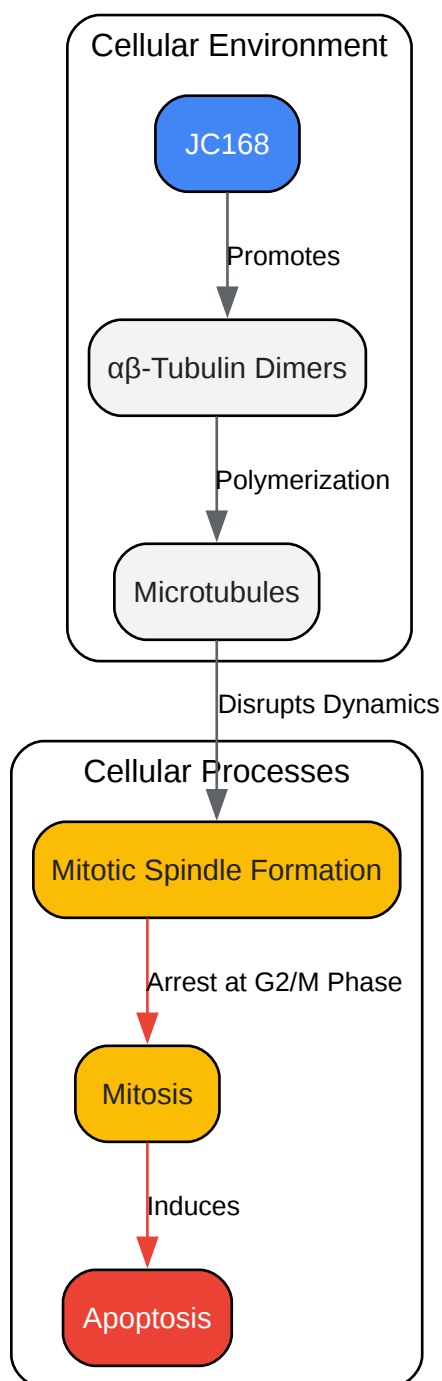 Cellular Environment
JC168
Promotes
αβ-Tubulin Dimers
Polymerization
Microtubules
Disrupts Dynamics
Cellular Processes
Mitotic Spindle Formation
Arrest at G2/M Phase
Mitosis
Induces
Apoptosis